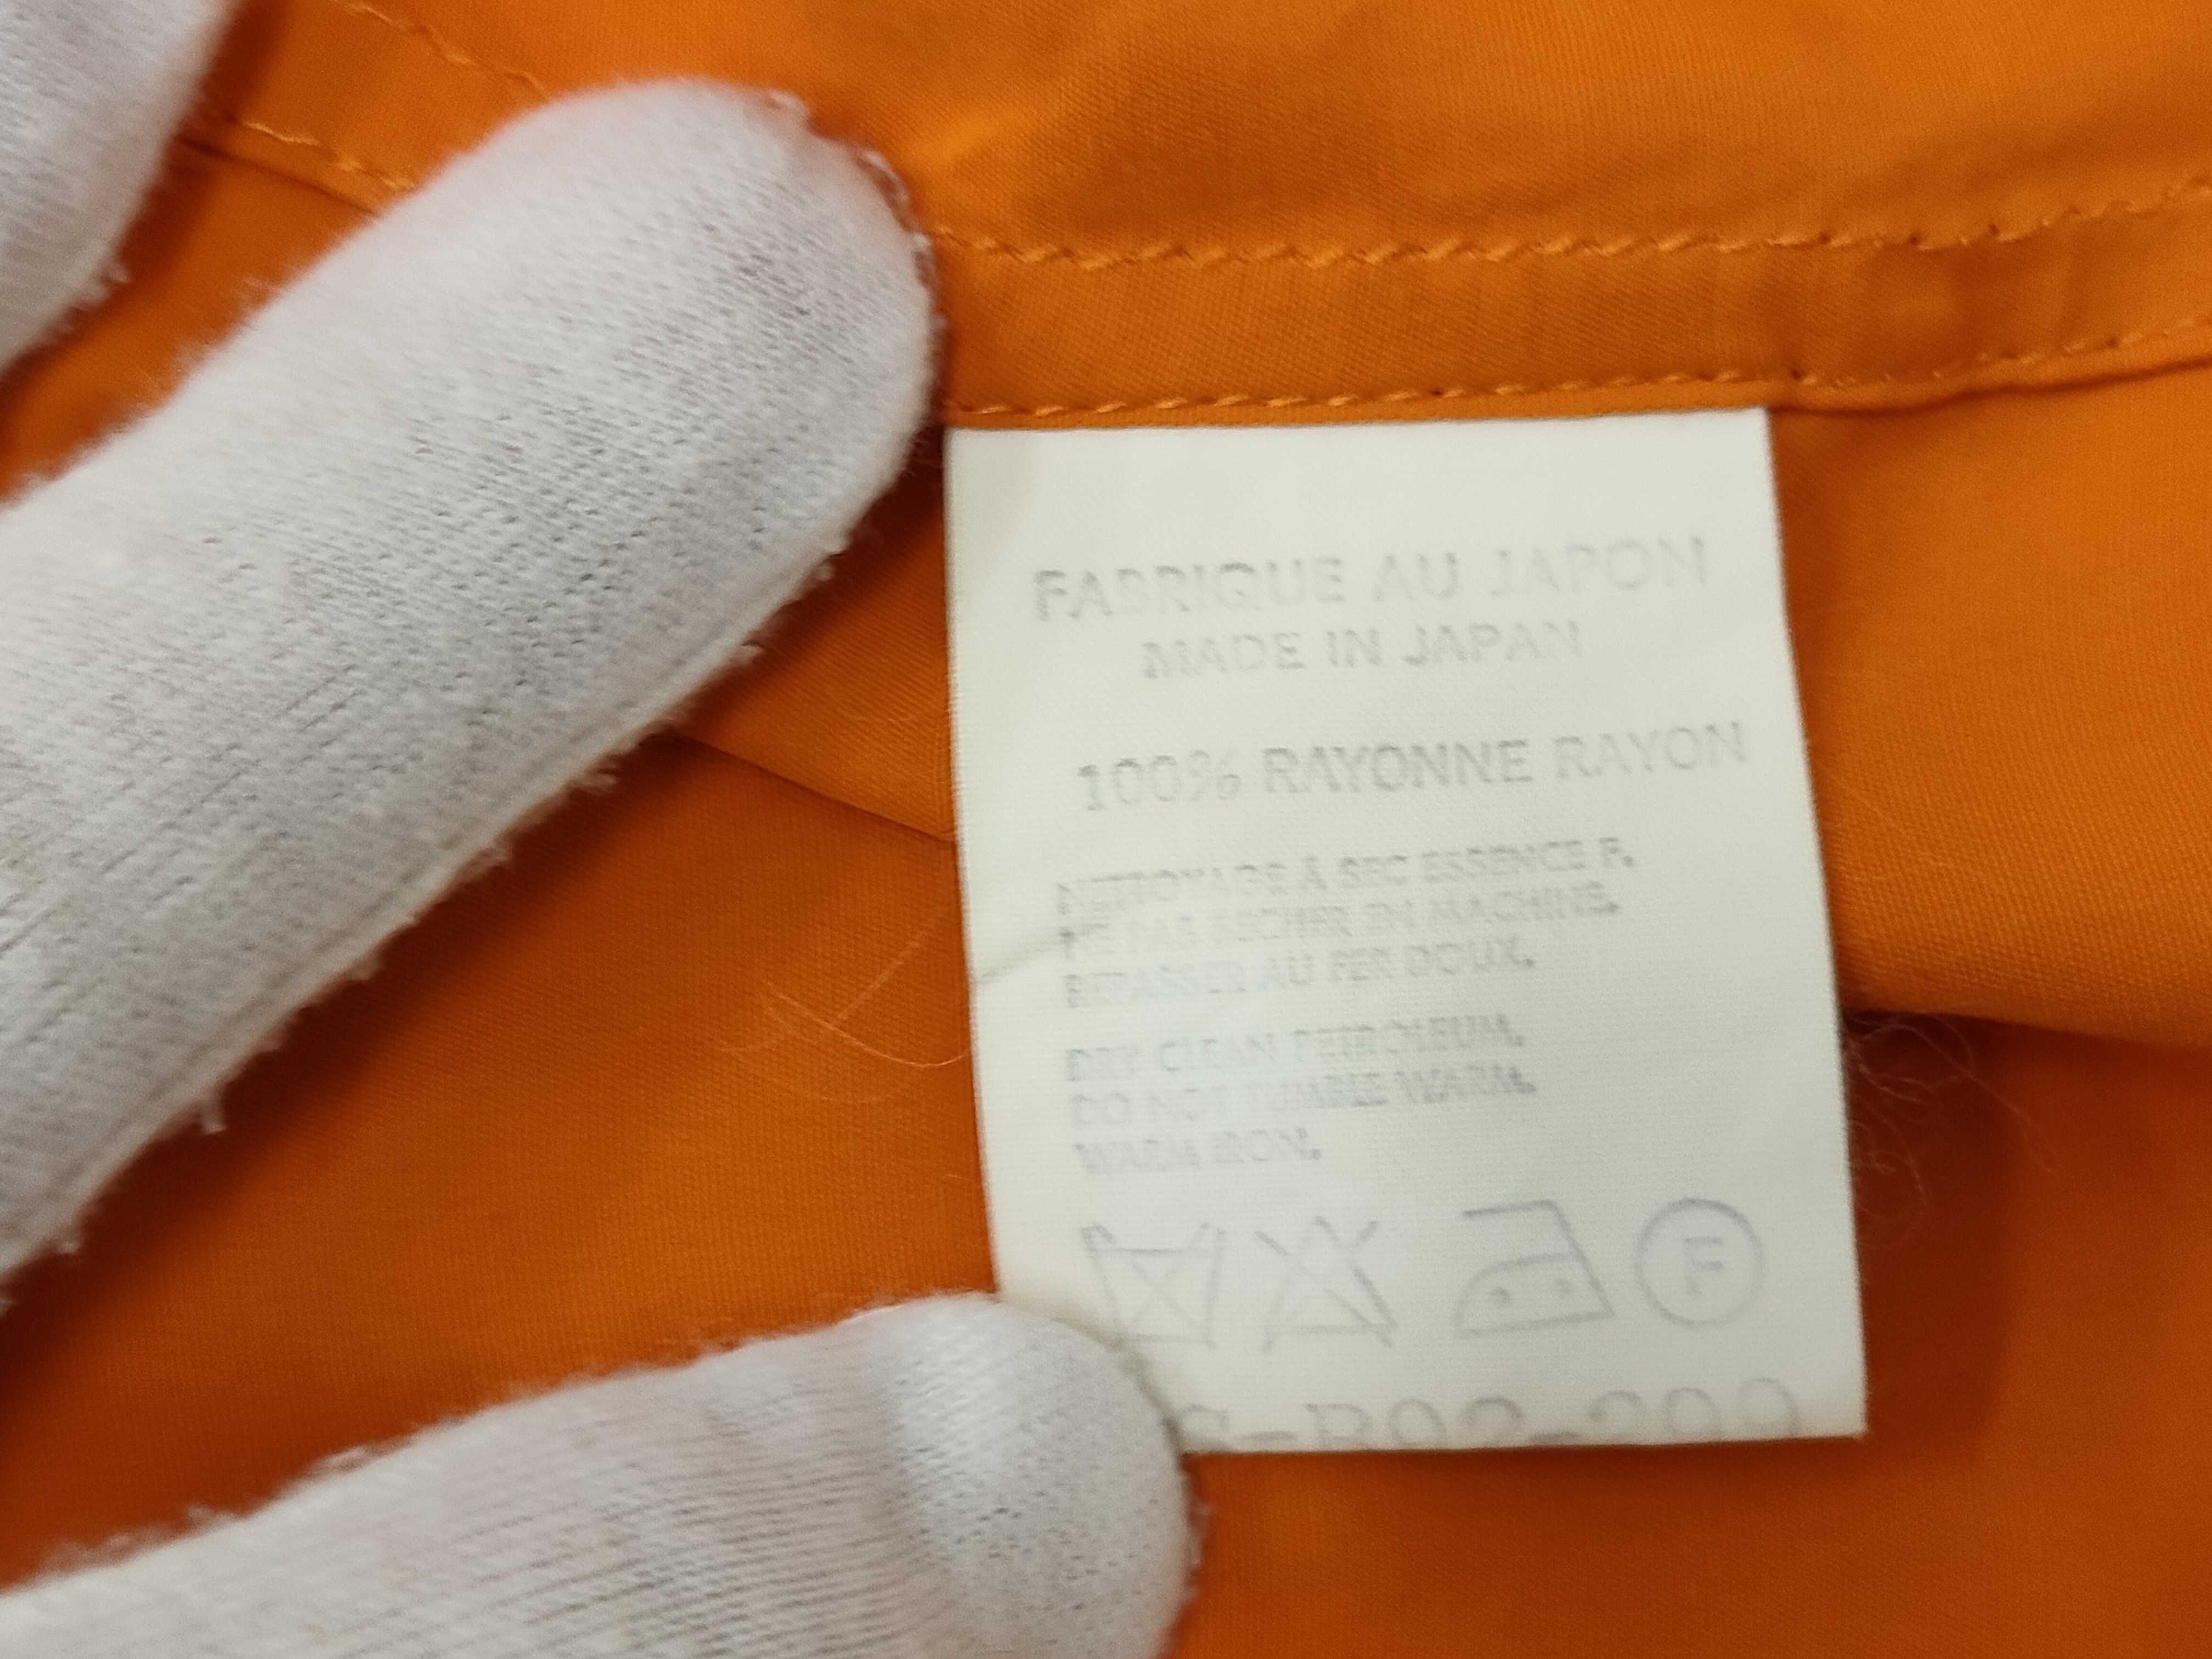 FABRIQUE AU JAPON
MADE IN JAPAN
100% RAYONNE RAYON
NETTOYAGE À SEC ESSENCE F.
NE PAS SECHER EN MACHINE.
REPASSER AU FER DOUX.
DRY CLEAN PETROLEUM.
DO NOT TUMBLE WARM.
WARM IRON.
F